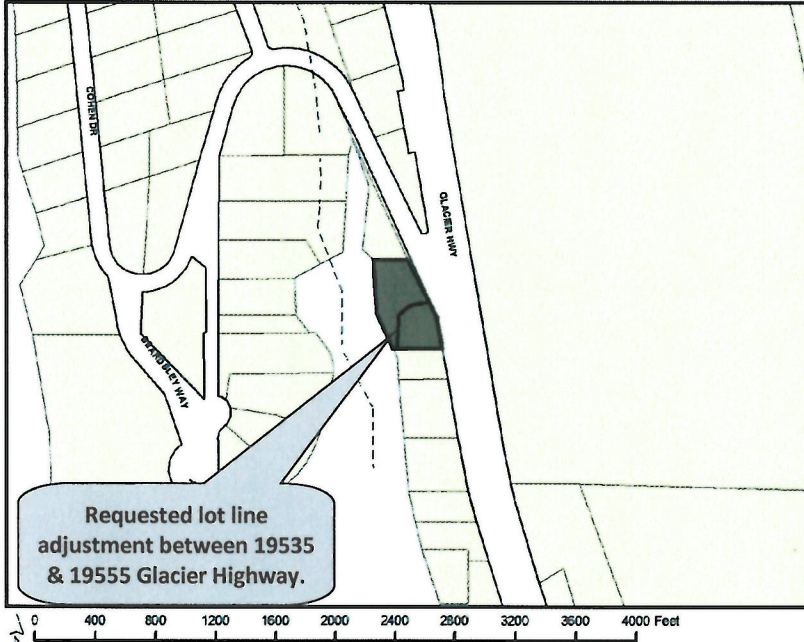 COHEN DR
GLACIER HWY
BEARDSLEY WAY
Requested lot line
adjustment between 19535
& 19555 Glacier Highway.
0 400 800 1200 1600 2000 2400 2800 3200 3600 4000 Feet